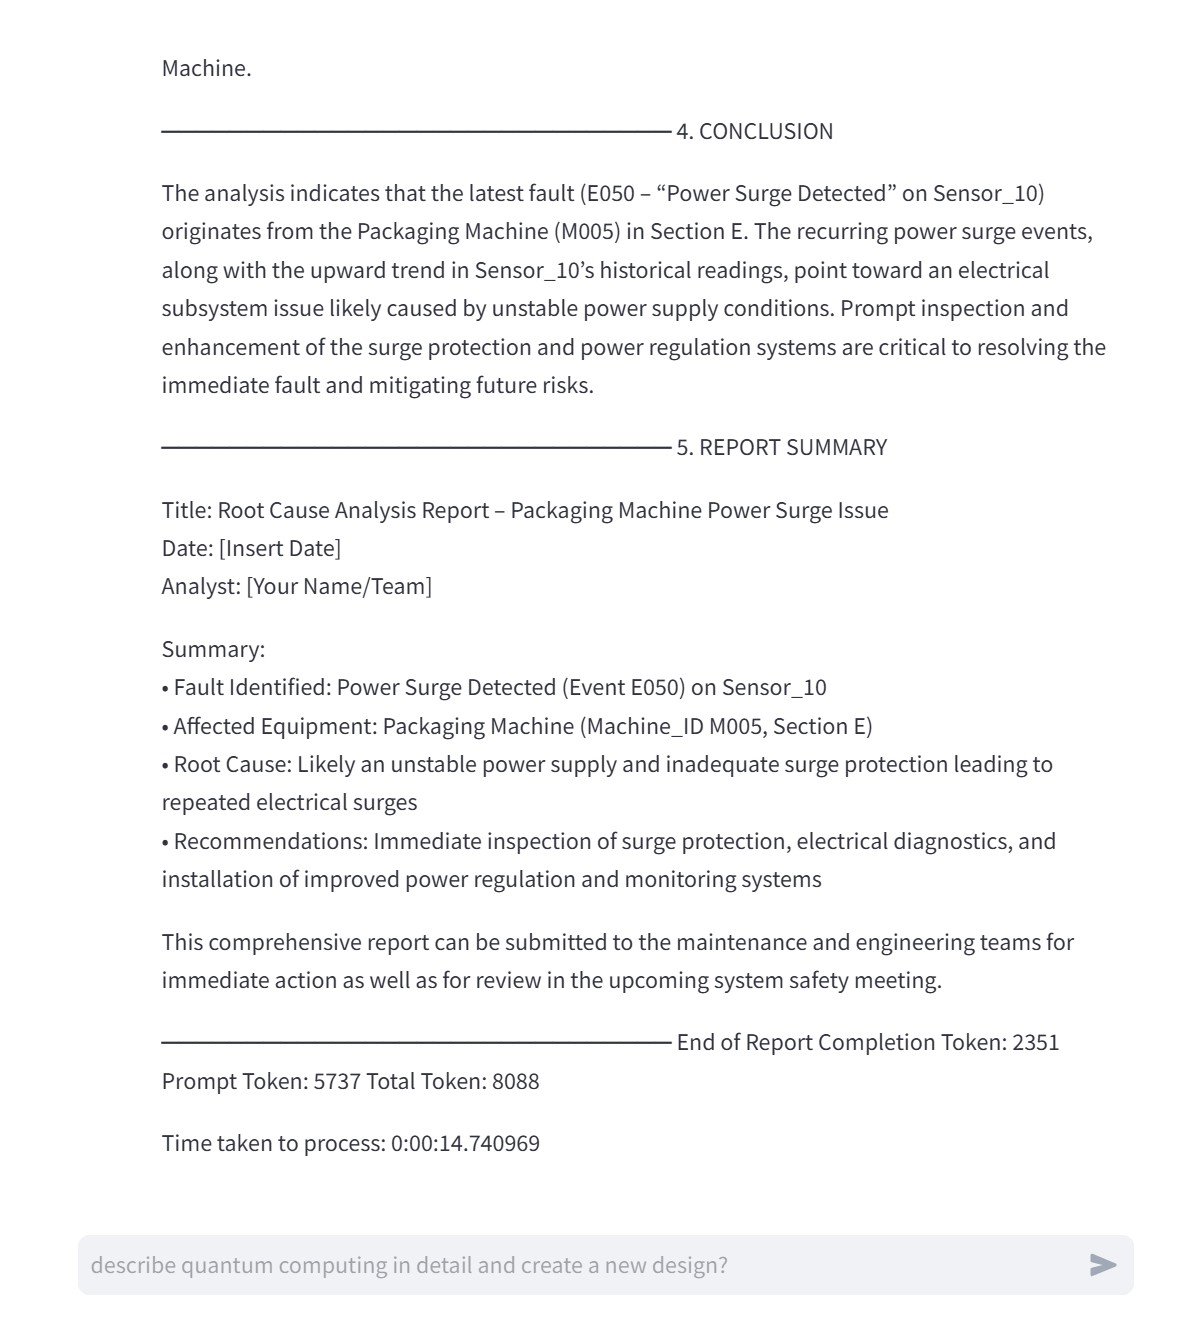 Machine.
4. CONCLUSION
The analysis indicates that the latest fault (E050 – “Power Surge Detected” on Sensor_10)
originates from the Packaging Machine (M005) in Section E. The recurring power surge events,
along with the upward trend in Sensor_10’s historical readings, point toward an electrical
subsystem issue likely caused by unstable power supply conditions. Prompt inspection and
enhancement of the surge protection and power regulation systems are critical to resolving the
immediate fault and mitigating future risks.
5. REPORT SUMMARY
Title: Root Cause Analysis Report – Packaging Machine Power Surge Issue
Date: [Insert Date]
Analyst: [Your Name/Team]
Summary:
• Fault Identified: Power Surge Detected (Event E050) on Sensor_10
• Affected Equipment: Packaging Machine (Machine_ID M005, Section E)
• Root Cause: Likely an unstable power supply and inadequate surge protection leading to
repeated electrical surges
• Recommendations: Immediate inspection of surge protection, electrical diagnostics, and
installation of improved power regulation and monitoring systems
This comprehensive report can be submitted to the maintenance and engineering teams for
immediate action as well as for review in the upcoming system safety meeting.
End of Report Completion Token: 2351
Prompt Token: 5737 Total Token: 8088
Time taken to process: 0:00:14.740969
describe quantum computing in detail and create a new design?